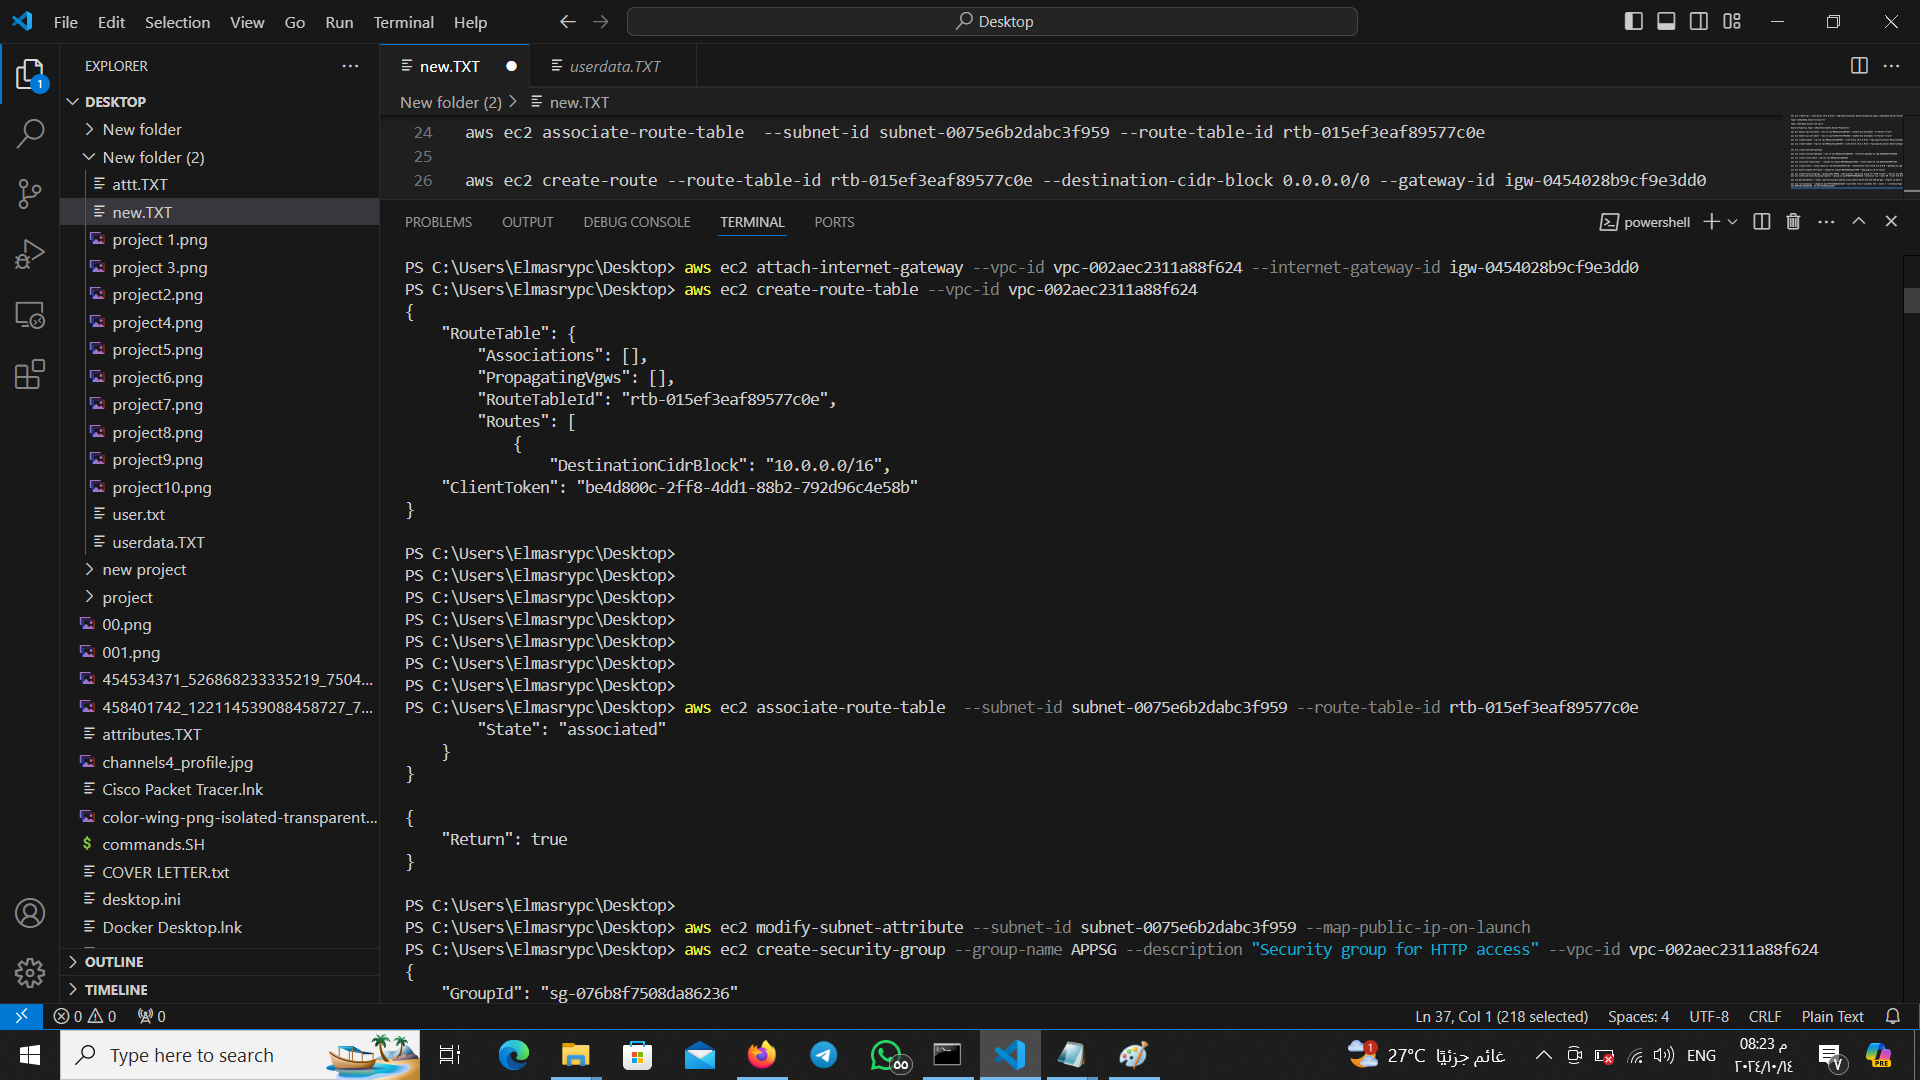 File Edit Selection View Go Run Terminal Help
Desktop
EXPLORER
DESKTOP
New folder
New folder (2)
attt.TXT
new.TXT
project 1.png
project 3.png
project2.png
project4.png
project5.png
project6.png
project7.png
project8.png
project9.png
project10.png
user.txt
userdata.TXT
new project
project
00.png
001.png
454534371_526868233335219_7504...
458401742_122114539088458727_7...
attributes.TXT
channels4_profile.jpg
Cisco Packet Tracer.lnk
color-wing-png-isolated-transparent...
commands.SH
COVER LETTER.txt
desktop.ini
Docker Desktop.lnk
OUTLINE
TIMELINE
new.TXT
userdata.TXT
New folder (2) > new.TXT
24 aws ec2 associate-route-table  --subnet-id subnet-0075e6b2dabc3f959 --route-table-id rtb-015ef3eaf89577c0e
25
26 aws ec2 create-route --route-table-id rtb-015ef3eaf89577c0e --destination-cidr-block 0.0.0.0/0 --gateway-id igw-0454028b9cf9e3dd0
PROBLEMS OUTPUT DEBUG CONSOLE TERMINAL PORTS
powershell
PS C:\Users\Elmasrypc\Desktop> aws ec2 attach-internet-gateway --vpc-id vpc-002aec2311a88f624 --internet-gateway-id igw-0454028b9cf9e3dd0
PS C:\Users\Elmasrypc\Desktop> aws ec2 create-route-table --vpc-id vpc-002aec2311a88f624
{
    "RouteTable": {
        "Associations": [],
        "PropagatingVgws": [],
        "RouteTableId": "rtb-015ef3eaf89577c0e",
        "Routes": [
            {
                "DestinationCidrBlock": "10.0.0.0/16",
    "ClientToken": "be4d800c-2ff8-4dd1-88b2-792d96c4e58b"
}
PS C:\Users\Elmasrypc\Desktop>
PS C:\Users\Elmasrypc\Desktop>
PS C:\Users\Elmasrypc\Desktop>
PS C:\Users\Elmasrypc\Desktop>
PS C:\Users\Elmasrypc\Desktop>
PS C:\Users\Elmasrypc\Desktop>
PS C:\Users\Elmasrypc\Desktop>
PS C:\Users\Elmasrypc\Desktop> aws ec2 associate-route-table  --subnet-id subnet-0075e6b2dabc3f959 --route-table-id rtb-015ef3eaf89577c0e
        "State": "associated"
    }
}
{
    "Return": true
}
PS C:\Users\Elmasrypc\Desktop>
PS C:\Users\Elmasrypc\Desktop> aws ec2 modify-subnet-attribute --subnet-id subnet-0075e6b2dabc3f959 --map-public-ip-on-launch
PS C:\Users\Elmasrypc\Desktop> aws ec2 create-security-group --group-name APPSG --description "Security group for HTTP access" --vpc-id vpc-002aec2311a88f624
{
    "GroupId": "sg-076b8f7508da86236"
0 0 0
Ln 37, Col 1 (218 selected) Spaces: 4 UTF-8 CRLF Plain Text
Type here to search
27°C غائم جزئيًا
ENG
08:23 م
٢٠٢٤/١٠/١٤